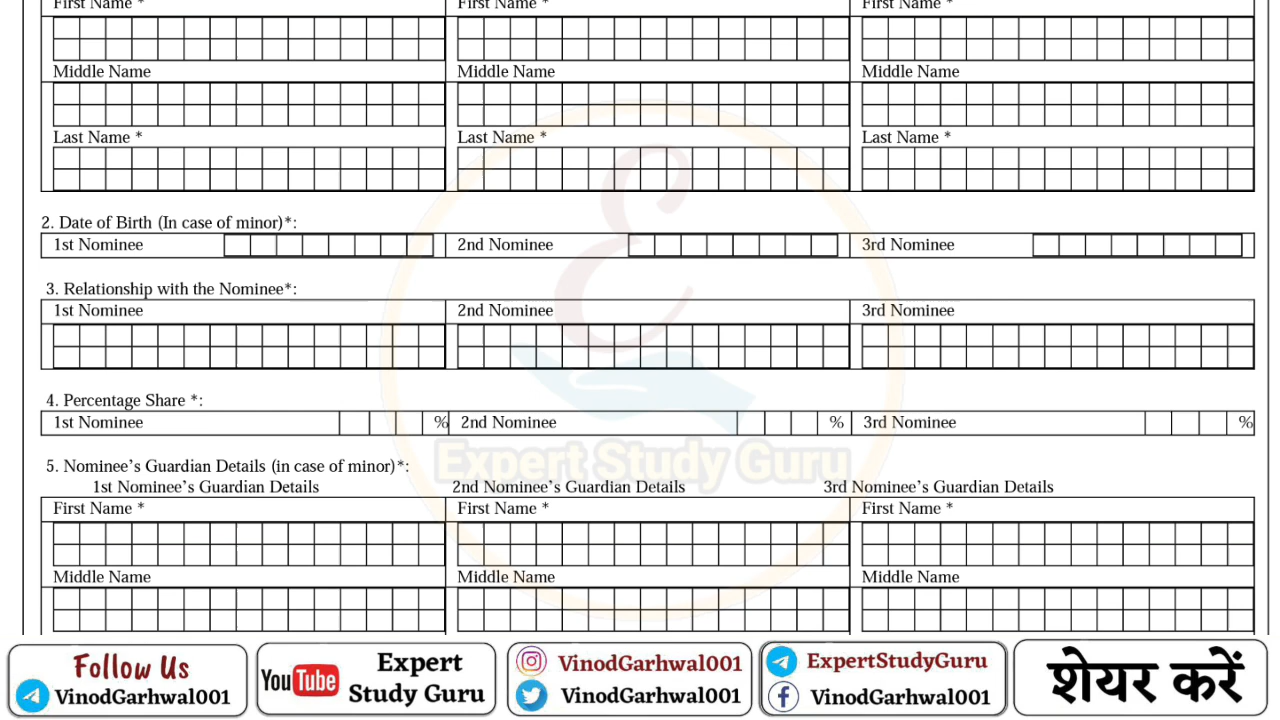 First Name * First Name * First Name *
Middle Name Middle Name Middle Name
Last Name * Last Name * Last Name *
2. Date of Birth (In case of minor)*:
1st Nominee 2nd Nominee 3rd Nominee
3. Relationship with the Nominee*:
1st Nominee 2nd Nominee 3rd Nominee
4. Percentage Share *:
1st Nominee % 2nd Nominee % 3rd Nominee %
Expert Study Guru
5. Nominee’s Guardian Details (in case of minor)*:
1st Nominee’s Guardian Details 2nd Nominee’s Guardian Details 3rd Nominee’s Guardian Details
First Name * First Name * First Name *
Middle Name Middle Name Middle Name
Follow Us
VinodGarhwal001
YouTube
Expert
Study Guru
VinodGarhwal001
VinodGarhwal001
ExpertStudyGuru
VinodGarhwal001
शेयर करें